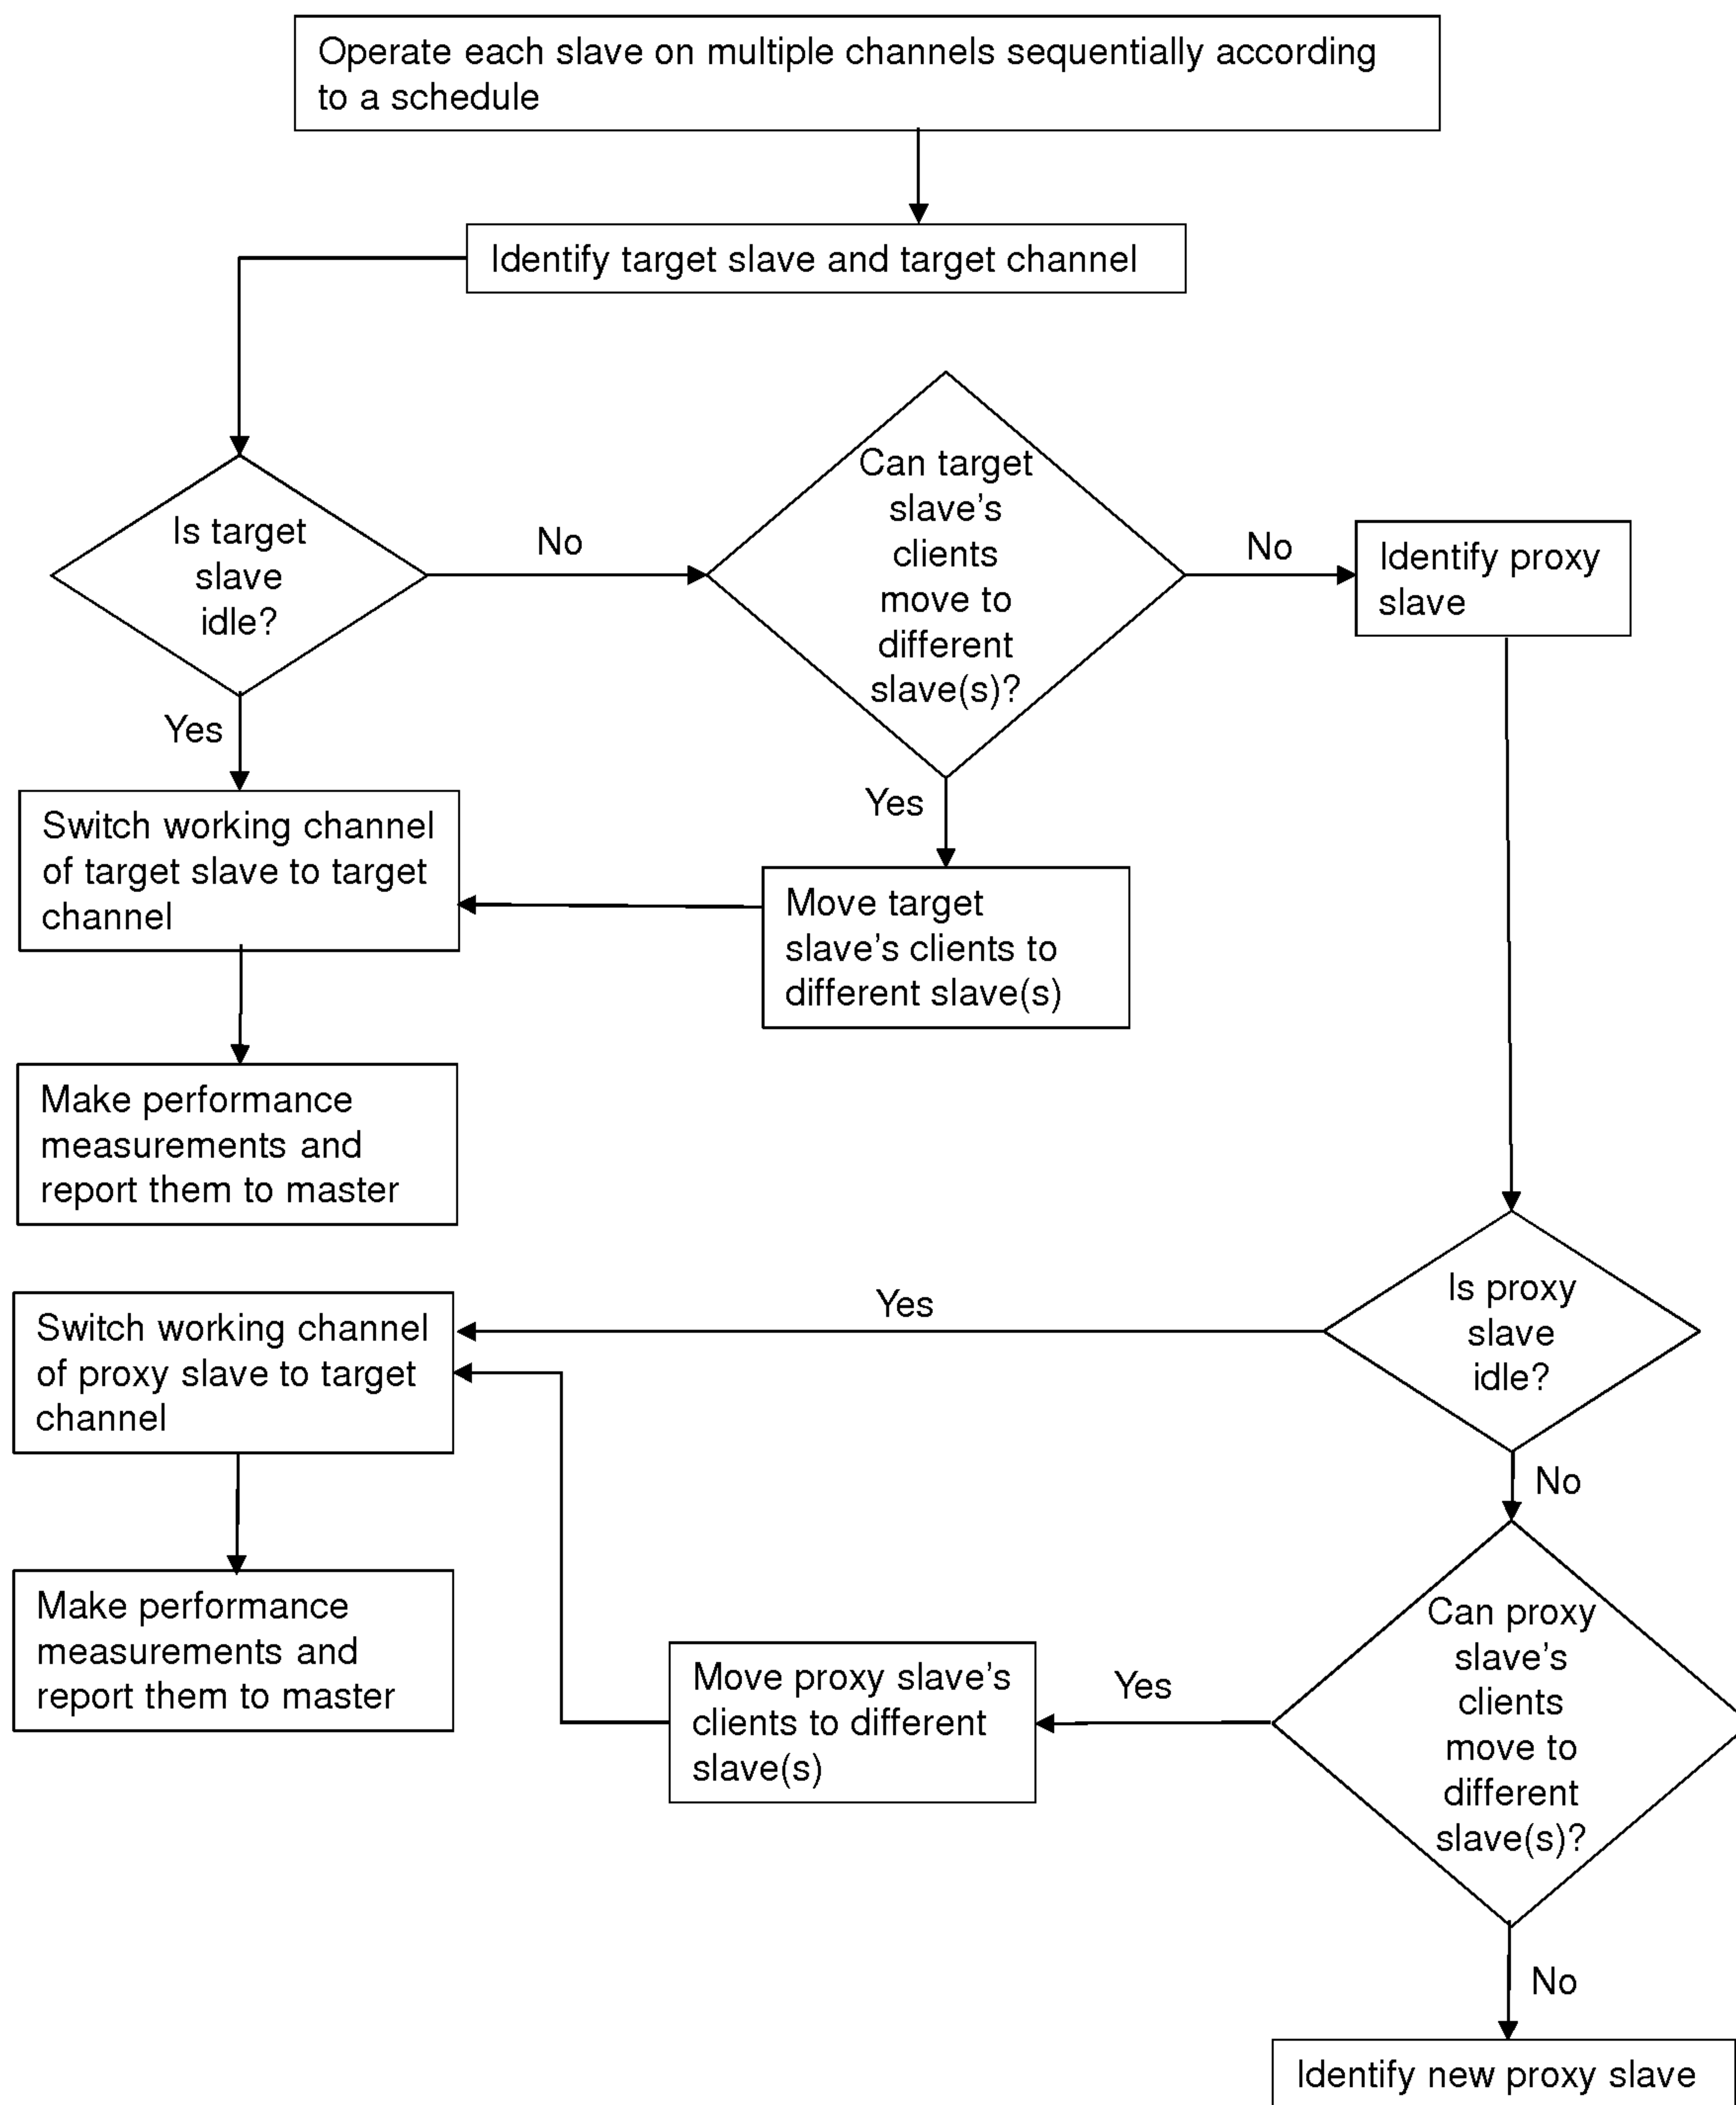 Operate each slave on multiple channels sequentially according
to a schedule
Identify target slave and target channel
Is target
slave
idle?
No
Can target
slave's
clients
move to
different
slave(s)?
No
Identify proxy
slave
Yes
Switch working channel
of target slave to target
channel
Yes
Move target
slave's clients to
different slave(s)
Make performance
measurements and
report them to master
Is proxy
slave
idle?
Yes
Switch working channel
of proxy slave to target
channel
No
Make performance
measurements and
report them to master
Can proxy
slave's
clients
move to
different
slave(s)?
Yes
Move proxy slave's
clients to different
slave(s)
No
Identify new proxy slave